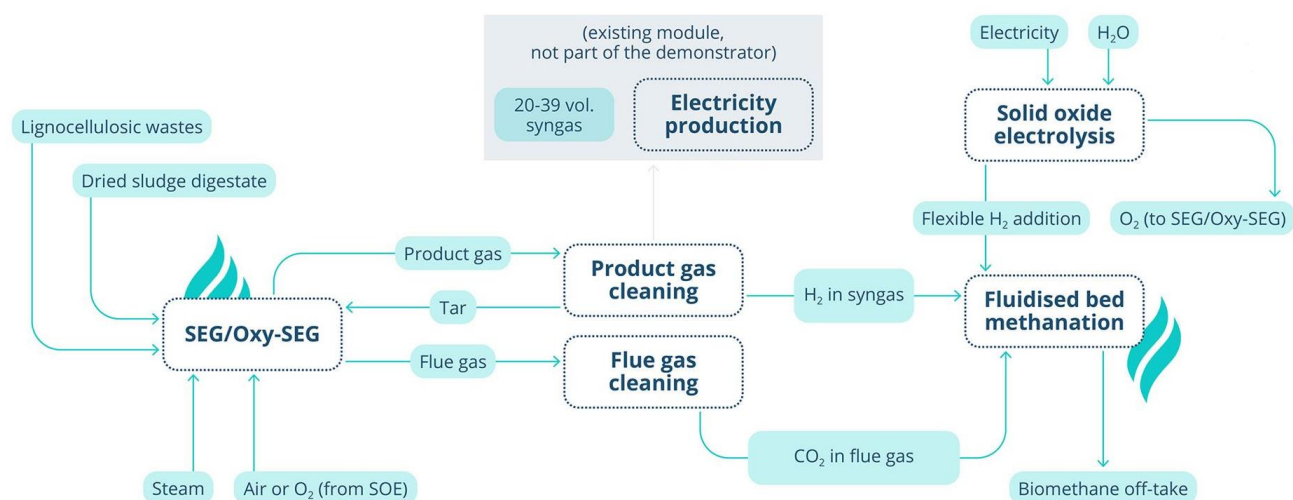 (existing module,
not part of the demonstrator)
20-39 vol.
syngas
Electricity
production
Electricity
H₂O
Solid oxide
electrolysis
Lignocellulosic wastes
Dried sludge digestate
Flexible H₂ addition
O₂ (to SEG/Oxy-SEG)
Product gas
Product gas
cleaning
Tar
H₂ in syngas
Fluidised bed
methanation
SEG/Oxy-SEG
Flue gas
Flue gas
cleaning
CO₂ in flue gas
Steam
Air or O₂ (from SOE)
Biomethane off-take